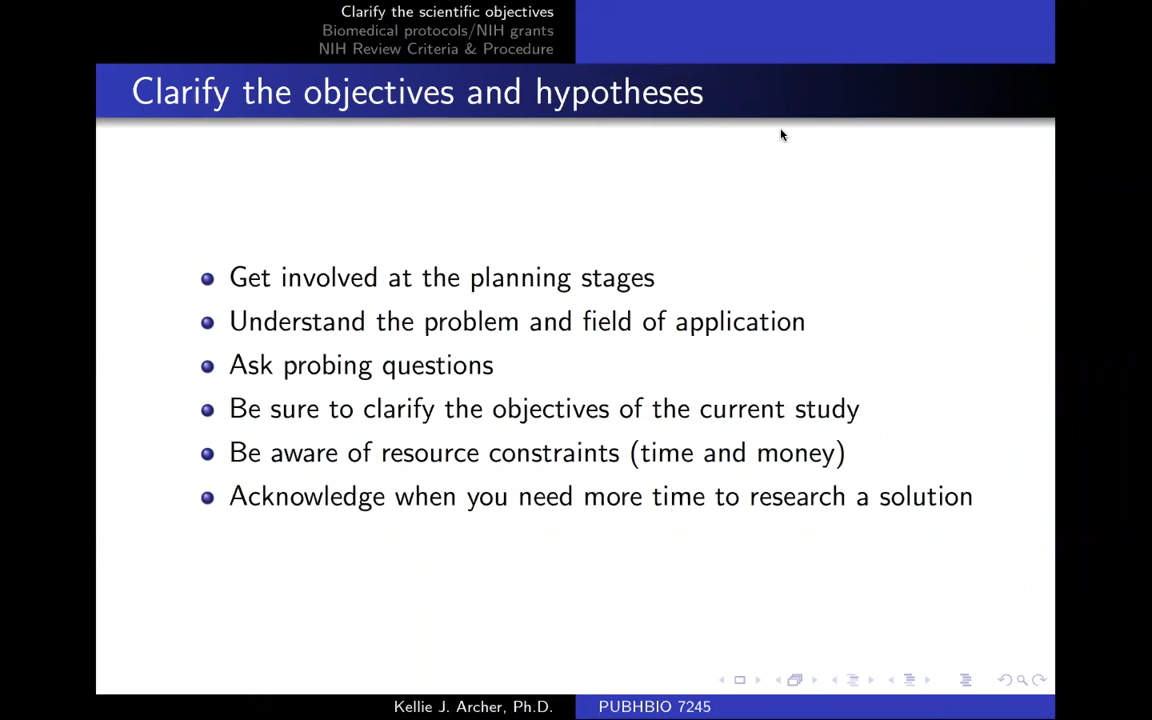 Clarify the scientific objectives
Biomedical protocols/NIH grants
NIH Review Criteria & Procedure
Clarify the objectives and hypotheses
Get involved at the planning stages
Understand the problem and field of application
Ask probing questions
Be sure to clarify the objectives of the current study
Be aware of resource constraints (time and money)
Acknowledge when you need more time to research a solution
Kellie J. Archer, Ph.D.
PUBHBIO 7245